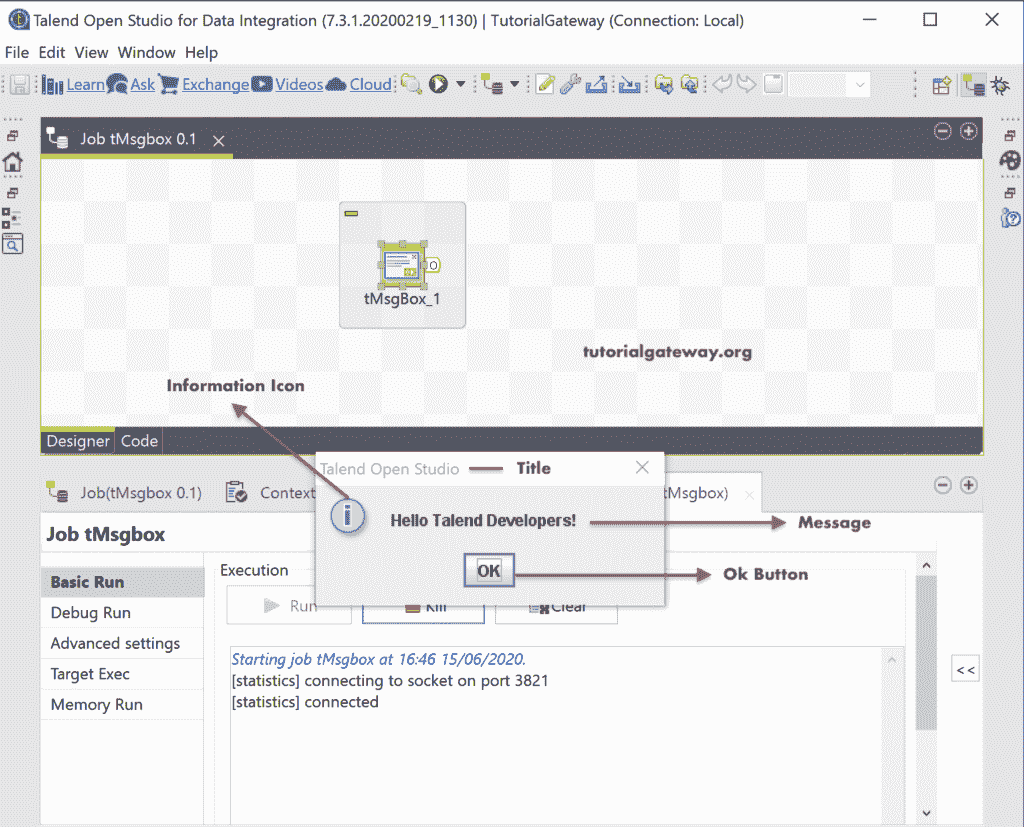 Talend Open Studio for Data Integration (7.3.1.20200219_1130) | TutorialGateway (Connection: Local)
File Edit View Window Help
Learn Ask Exchange Videos Cloud
Job tMsgbox 0.1
tMsgBox_1
tutorialgateway.org
Information Icon
Designer Code
Talend Open Studio Title
Job(tMsgbox 0.1) Context tMsgbox)
Hello Talend Developers! Message
Job tMsgbox
OK Ok Button
Execution
Basic Run
Run Kill Clear
Debug Run
Advanced settings
Target Exec
Memory Run
Starting job tMsgbox at 16:46 15/06/2020.
[statistics] connecting to socket on port 3821
[statistics] connected
<<